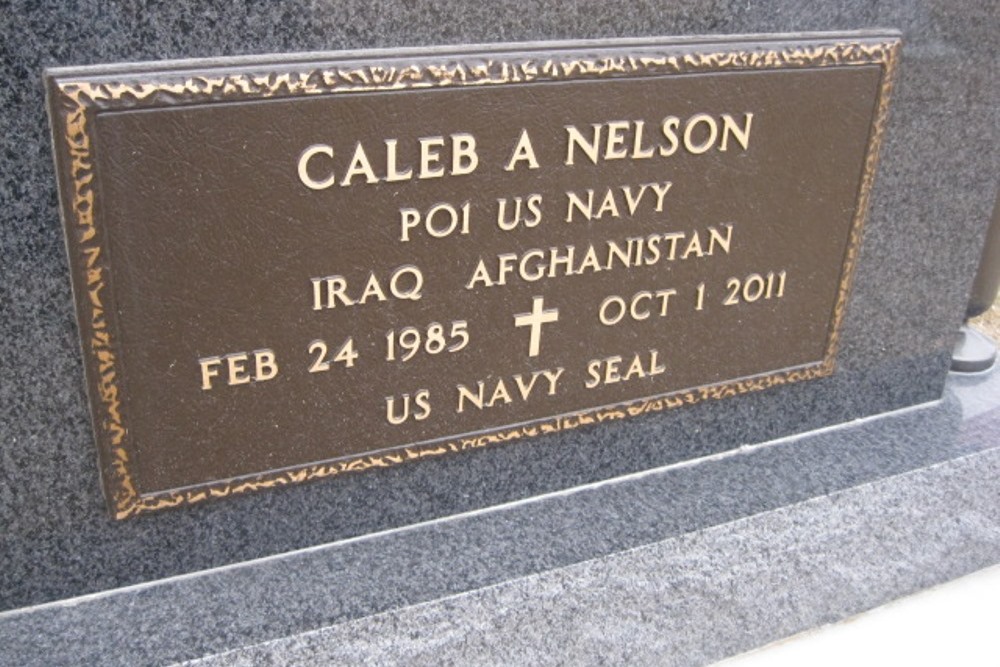 CALEB A NELSON
PO1 US NAVY
IRAQ AFGHANISTAN
FEB 24 1985 OCT 1 2011
US NAVY SEAL